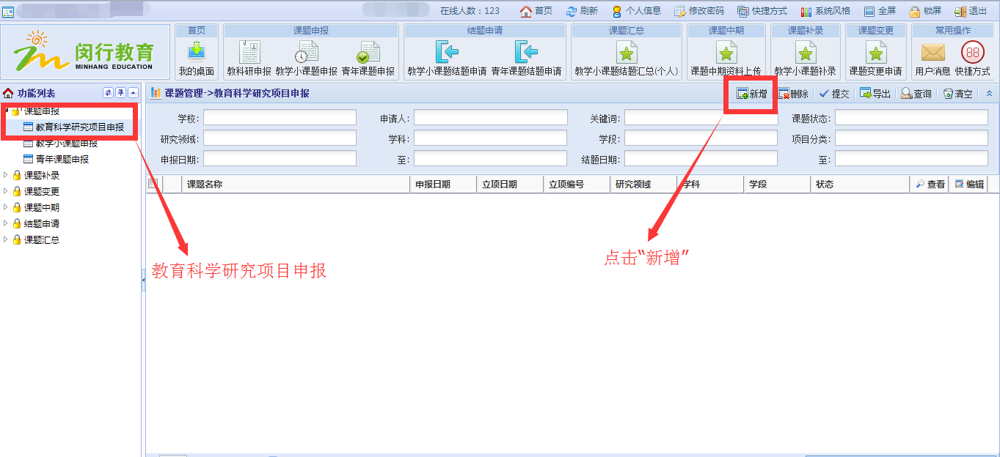 在线人数：123 首页 刷新 个人信息 修改密码 快捷方式 系统风格 全屏 锁屏 退出
闵行教育
MINHANG EDUCATION
首页 课题申报 结题申请 课题汇总 课题中期 课题补录 课题变更 常用操作
88
我的桌面 教科研申报 教学小课题申报 青年课题申报 教学小课题结题申请 青年课题结题申请 教学小课题结题汇总(个人) 课题中期资料上传 教学小课题补录 课题变更申请 用户消息 快捷方式
功能列表
课题申报
教育科学研究项目申报
教学小课题申报
青年课题申报
课题补录
课题变更
课题中期
结题申请
课题汇总
课题管理->教育科学研究项目申报
新增 删除 提交 导出 查询 清空
学校: 申请人: 关键词: 课题状态:
研究领域: 学科: 学段: 项目分类:
申报日期: 至: 结题日期: 至:
课题名称 申报日期 立项日期 立项编号 研究领域 学科 学段 状态 查看 编辑
点击“新增”
教育科学研究项目申报